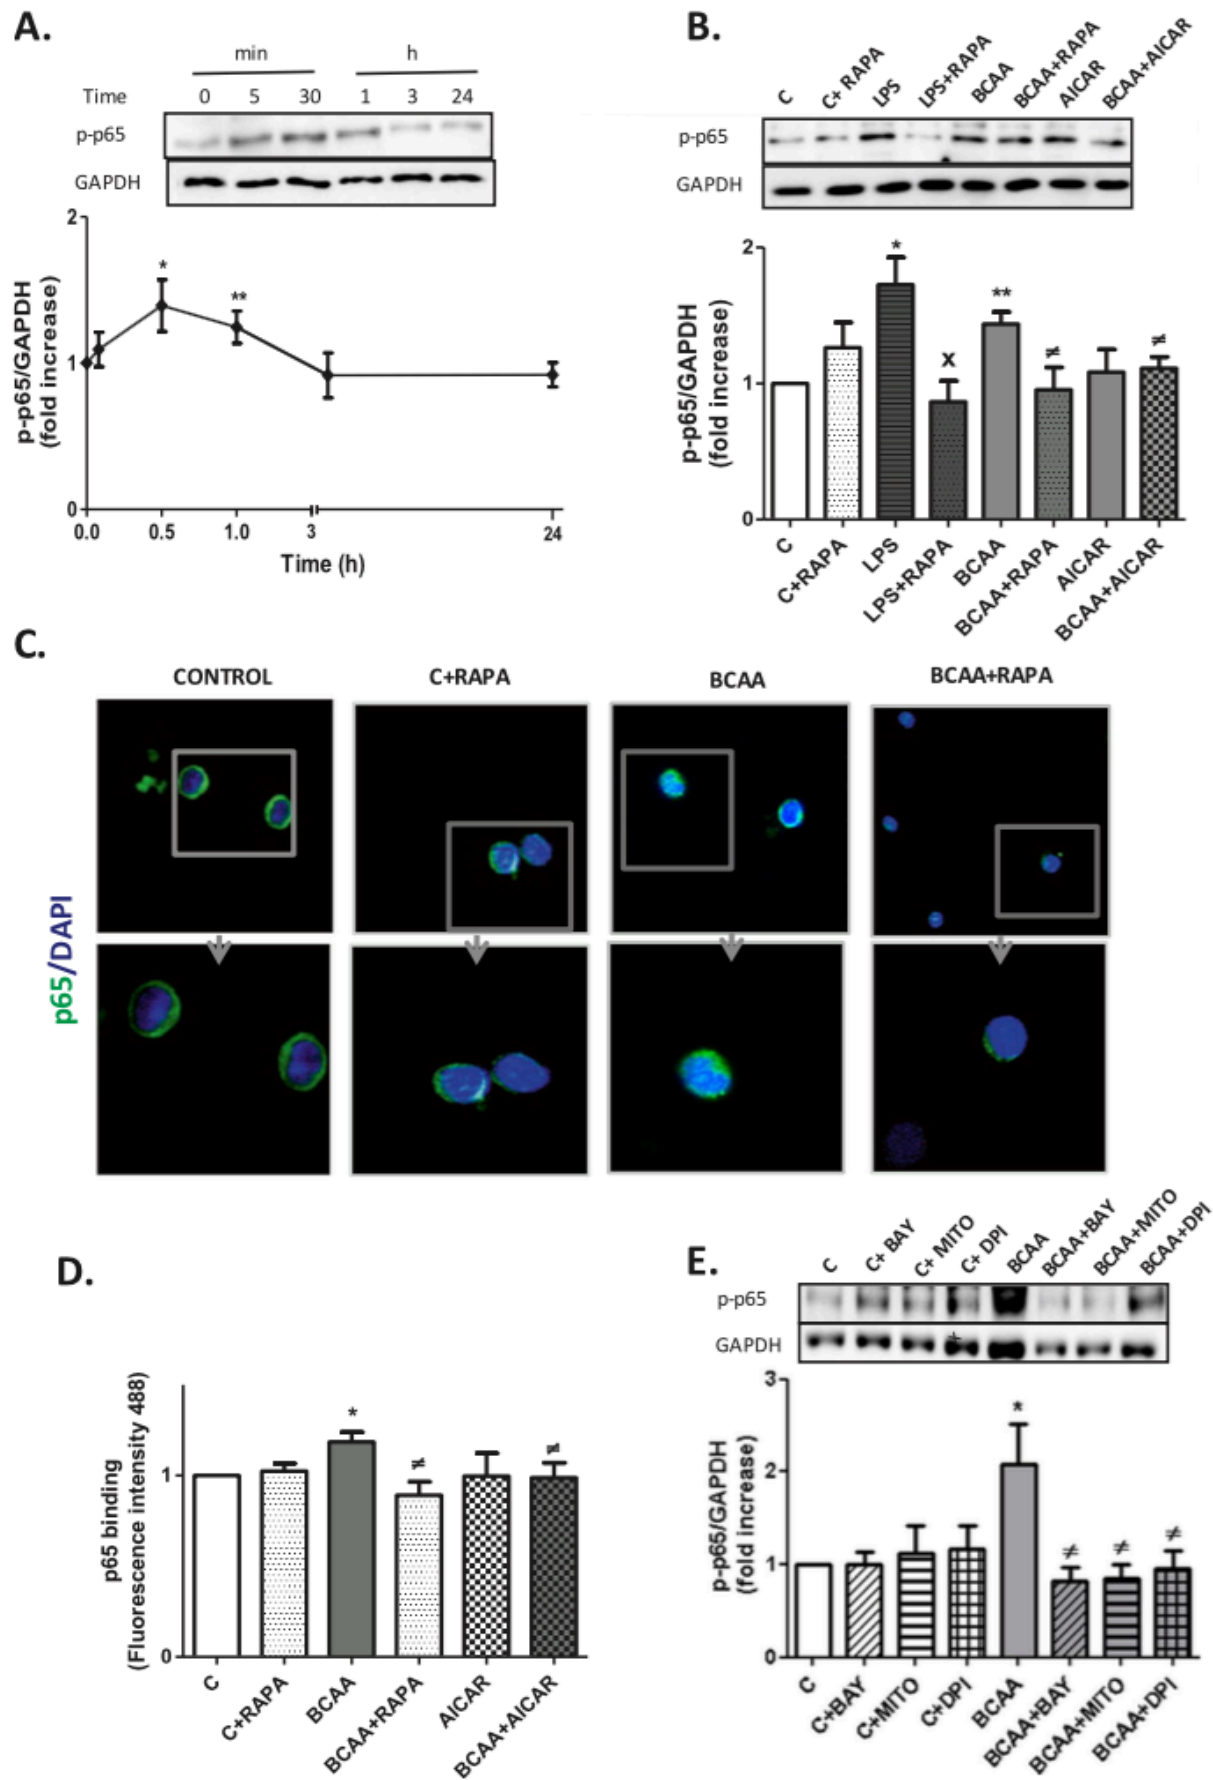 A.
min h
Time 0 5 30 1 3 24
p-p65
GAPDH
2
*
**
1
0
0.0 0.5 1.0 3 24
Time (h)
p-p65/GAPDH
(fold increase)
B.
C C+ RAPA LPS LPS+RAPA BCAA BCAA+RAPA AICAR BCAA+AICAR
p-p65
GAPDH
2
*
**
x
≠
≠
1
0
p-p65/GAPDH
(fold increase)
C C+RAPA LPS LPS+RAPA BCAA BCAA+RAPA AICAR BCAA+AICAR
C.
CONTROL C+RAPA BCAA BCAA+RAPA
p65/DAPI
D.
*
≠
≠
1
0
p65 binding
(Fluorescence intensity 488)
C C+RAPA BCAA BCAA+RAPA AICAR BCAA+AICAR
E.
C C+ BAY C+ MITO C+ DPI BCAA BCAA+BAY BCAA+MITO BCAA+DPI
p-p65
GAPDH
3
*
2
≠ ≠ ≠
1
0
p-p65/GAPDH
(fold increase)
C C+BAY C+MITO C+DPI BCAA BCAA+BAY BCAA+MITO BCAA+DPI